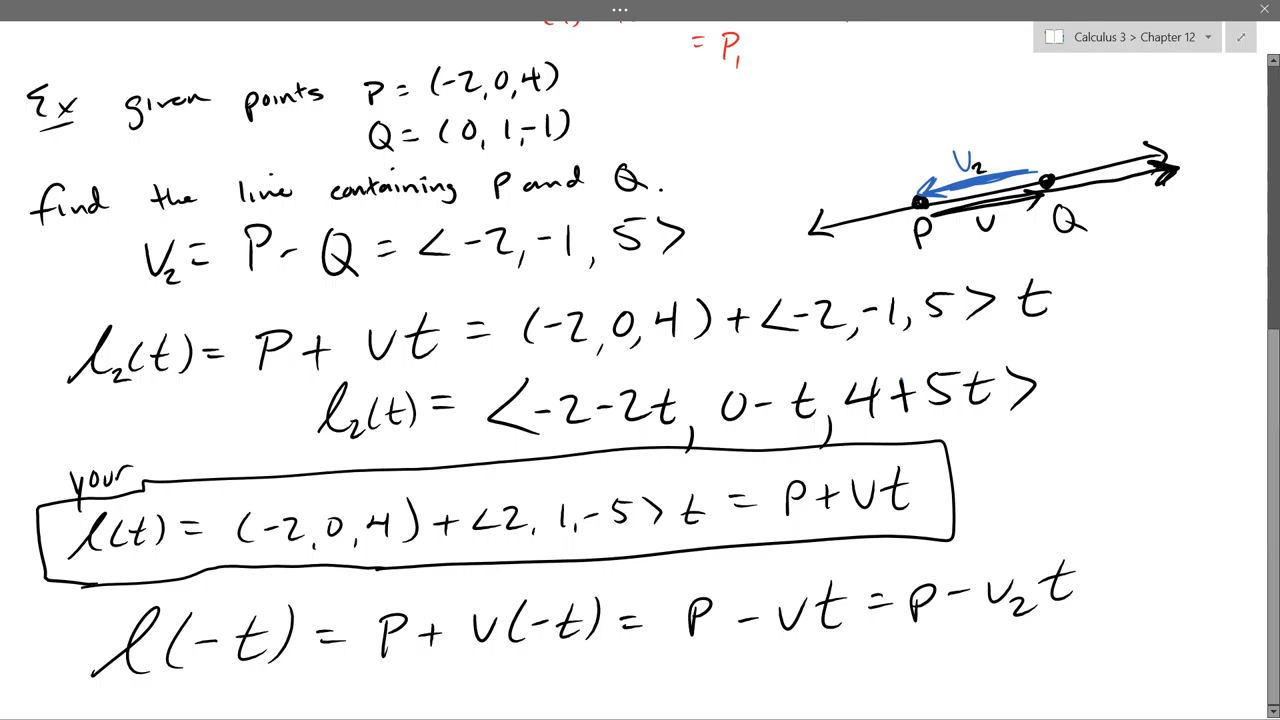 = P₁
Calculus 3 > Chapter 12
Ex given points P = (-2,0,4)
Q = (0, 1,-1)
find the line containing P and Q.
V₂ = P - Q = <-2,-1, 5>
V₂
P V Q
l₂(t) = P + Vt = (-2,0,4) + <-2,-1,5> t
l₂(t) = <-2-2t, 0-t, 4+5t>
your
l(t) = (-2,0,4) + <2, 1,-5> t = P + Vt
l(-t) = P + V(-t) = P - Vt = P - V₂t